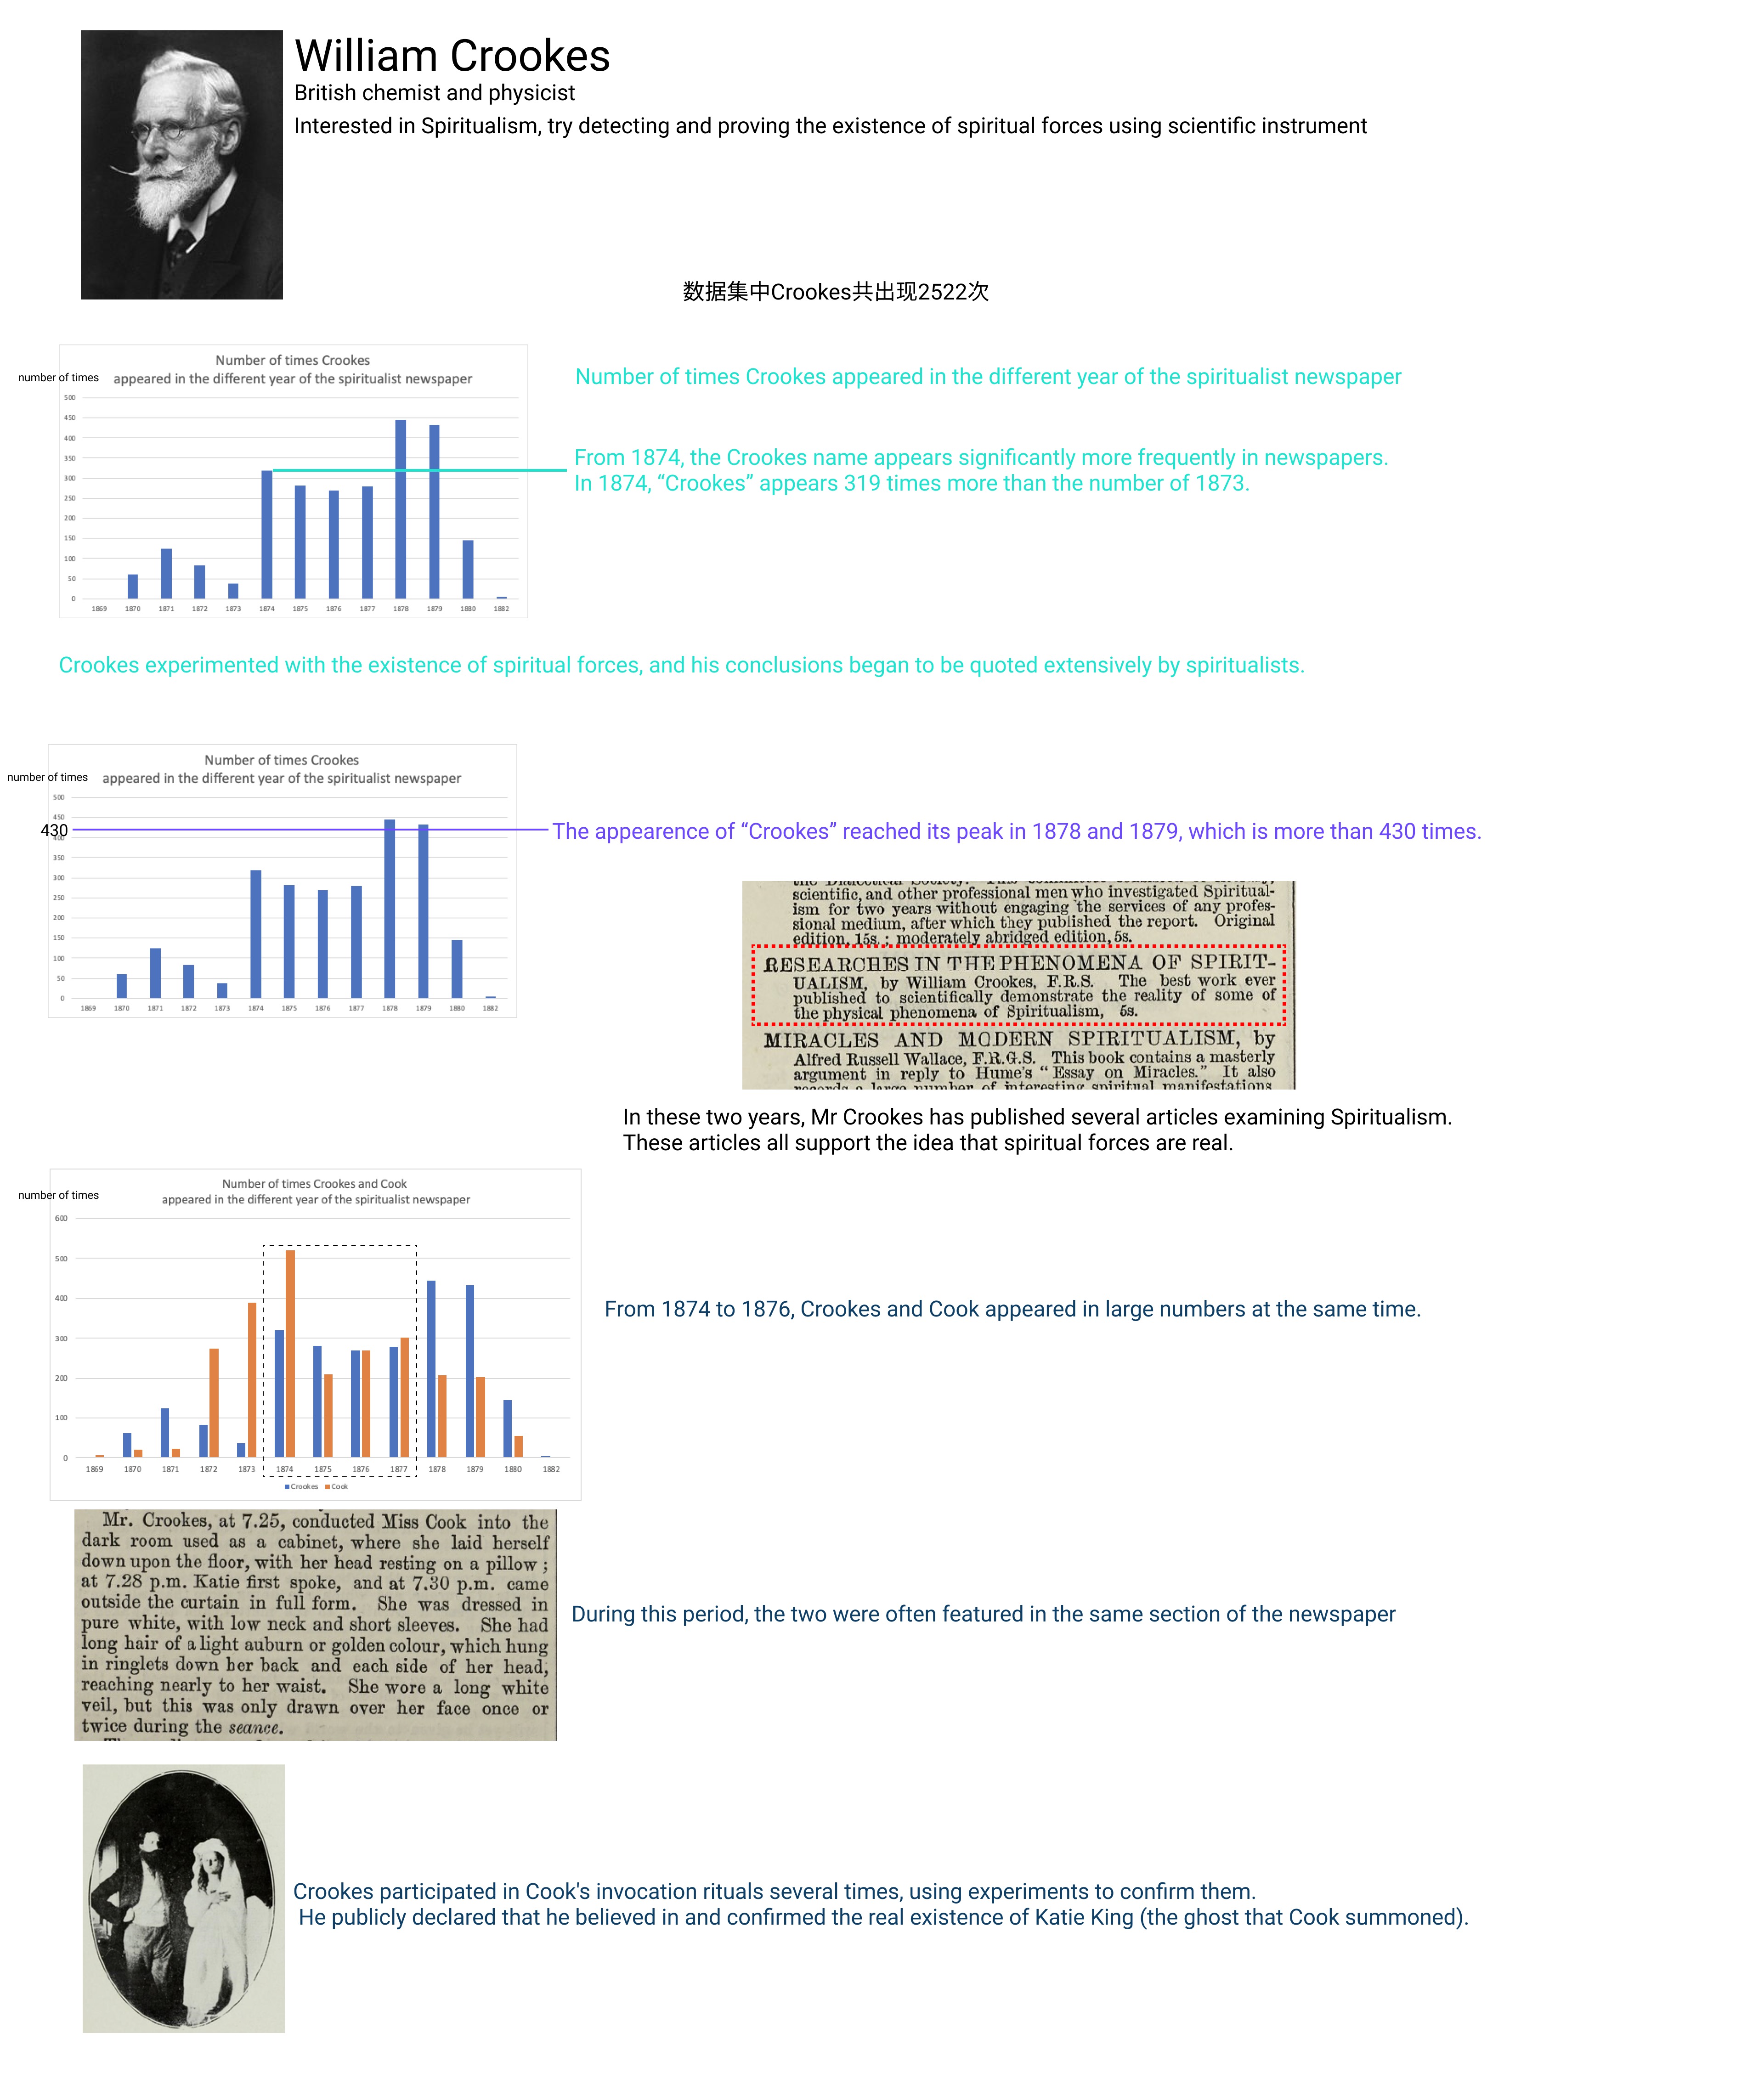 William Crookes
British chemist and physicist
Interested in Spiritualism, try detecting and proving the existence of spiritual forces using scientific instrument
数据集中Crookes共出现2522次
Number of times Crookes
appeared in the different year of the spiritualist newspaper
number of times
500
450
400
350
300
250
200
150
100
50
0
1869 1870 1871 1872 1873 1874 1875 1876 1877 1878 1879 1880 1882
Number of times Crookes appeared in the different year of the spiritualist newspaper
From 1874, the Crookes name appears significantly more frequently in newspapers.
In 1874, “Crookes” appears 319 times more than the number of 1873.
Crookes experimented with the existence of spiritual forces, and his conclusions began to be quoted extensively by spiritualists.
Number of times Crookes
appeared in the different year of the spiritualist newspaper
number of times
500
450
430
400
350
300
250
200
150
100
50
0
1869 1870 1871 1872 1873 1874 1875 1876 1877 1878 1879 1880 1882
The appearence of “Crookes” reached its peak in 1878 and 1879, which is more than 430 times.
scientific, and other professional men who investigated Spiritual-
ism for two years without engaging the services of any profes-
sional medium, after which they published the report. Original
edition, 15s. ; moderately abridged edition, 5s.
RESEARCHES IN THE PHENOMENA OF SPIRIT-
UALISM, by William Crookes, F.R.S. The best work ever
published to scientifically demonstrate the reality of some of
the physical phenomena of Spiritualism, 5s.
MIRACLES AND MODERN SPIRITUALISM, by
Alfred Russell Wallace, F.R.G.S. This book contains a masterly
argument in reply to Hume's “Essay on Miracles.” It also
records a large number of interesting spiritual manifestations
In these two years, Mr Crookes has published several articles examining Spiritualism.
These articles all support the idea that spiritual forces are real.
Number of times Crookes and Cook
appeared in the different year of the spiritualist newspaper
number of times
600
500
400
300
200
100
0
1869 1870 1871 1872 1873 1874 1875 1876 1877 1878 1879 1880 1882
Crookes Cook
From 1874 to 1876, Crookes and Cook appeared in large numbers at the same time.
Mr. Crookes, at 7.25, conducted Miss Cook into the
dark room used as a cabinet, where she laid herself
down upon the floor, with her head resting on a pillow ;
at 7.28 p.m. Katie first spoke, and at 7.30 p.m. came
outside the curtain in full form. She was dressed in
pure white, with low neck and short sleeves. She had
long hair of a light auburn or golden colour, which hung
in ringlets down her back and each side of her head,
reaching nearly to her waist. She wore a long white
veil, but this was only drawn over her face once or
twice during the seance.
During this period, the two were often featured in the same section of the newspaper
Crookes participated in Cook's invocation rituals several times, using experiments to confirm them.
He publicly declared that he believed in and confirmed the real existence of Katie King (the ghost that Cook summoned).